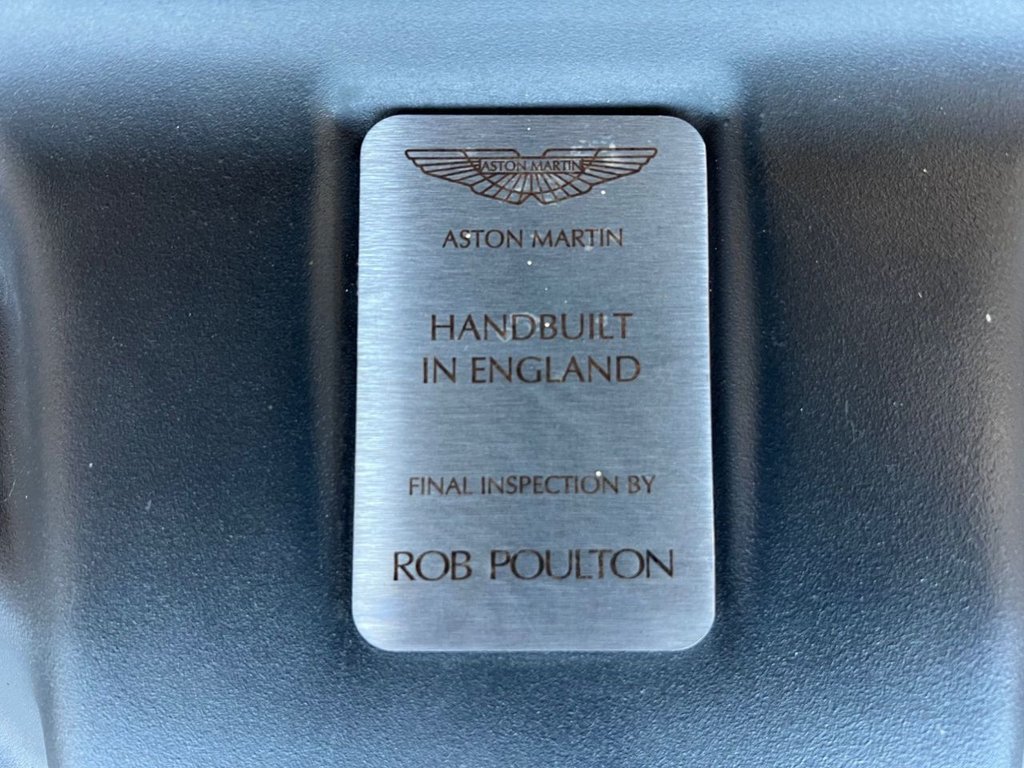 ASTON MARTIN
ASTON MARTIN
HANDBUILT
IN ENGLAND
FINAL INSPECTION BY
ROB POULTON